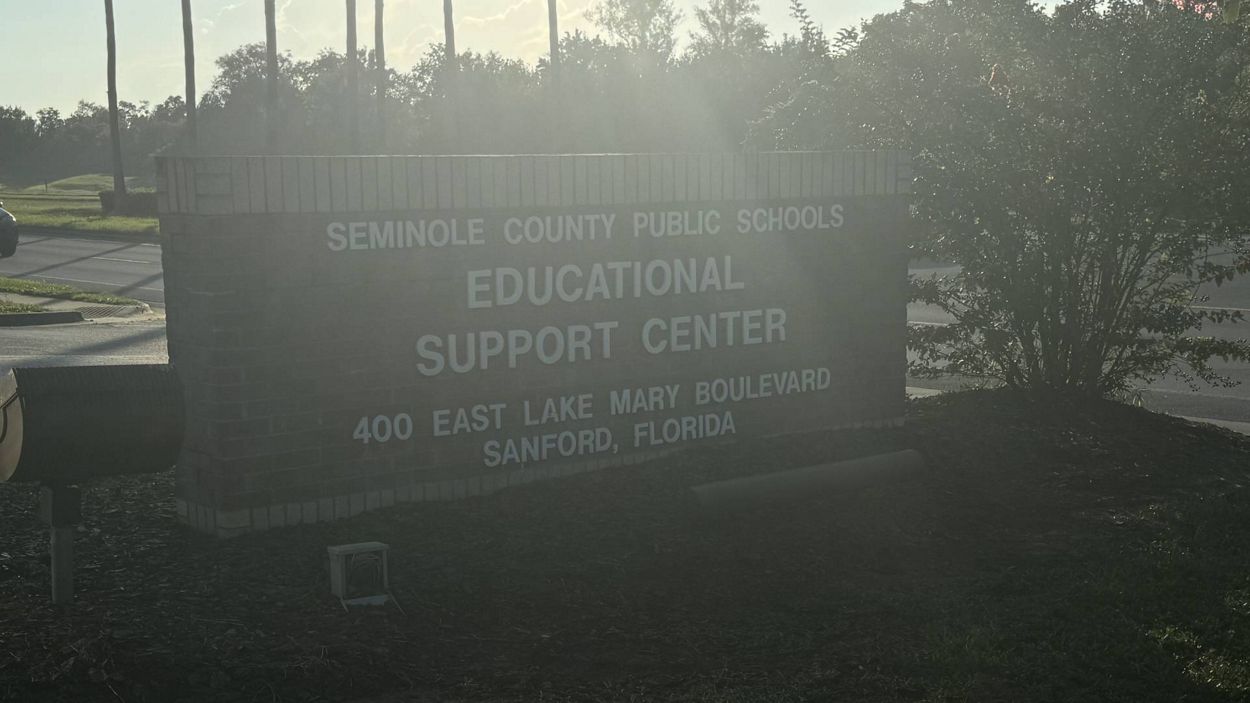 SEMINOLE COUNTY PUBLIC SCHOOLS
EDUCATIONAL
SUPPORT CENTER
400 EAST LAKE MARY BOULEVARD
SANFORD, FLORIDA